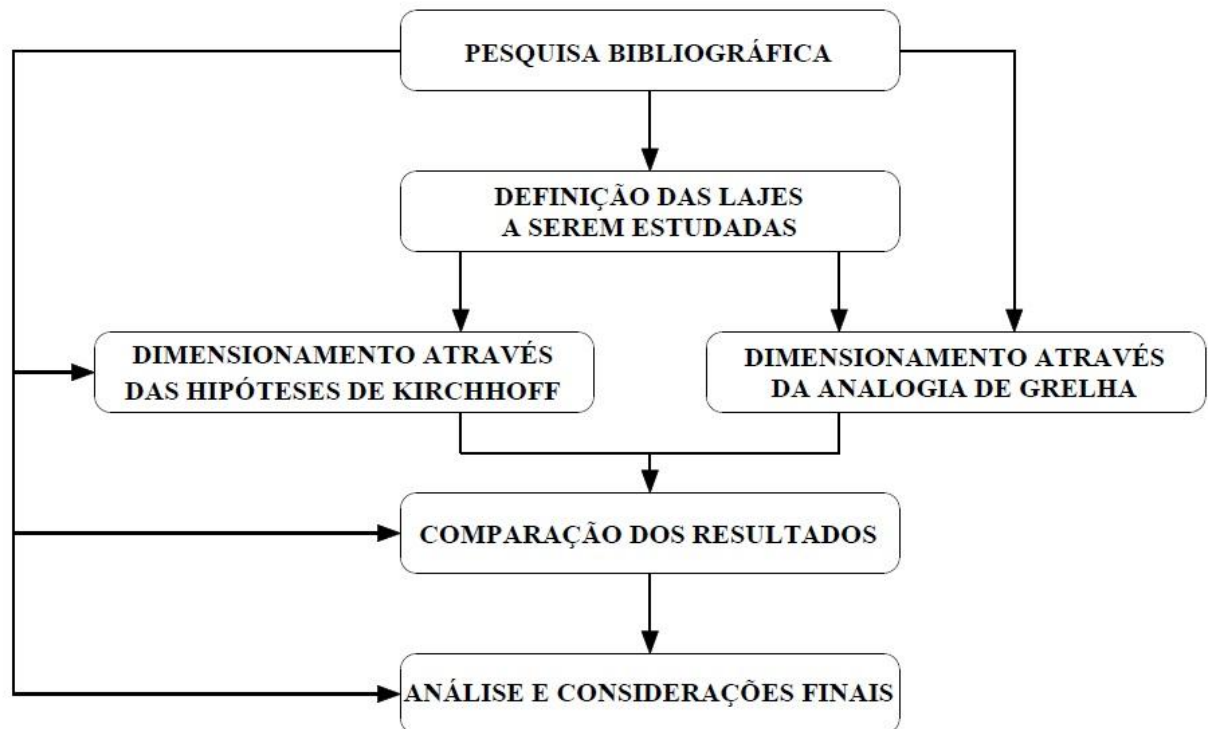 PESQUISA BIBLIOGRÁFICA
DEFINIÇÃO DAS LAJES
A SEREM ESTUDADAS
DIMENSIONAMENTO ATRAVÉS
DAS HIPÓTESES DE KIRCHHOFF
DIMENSIONAMENTO ATRAVÉS
DA ANALOGIA DE GRELHA
COMPARAÇÃO DOS RESULTADOS
ANÁLISE E CONSIDERAÇÕES FINAIS